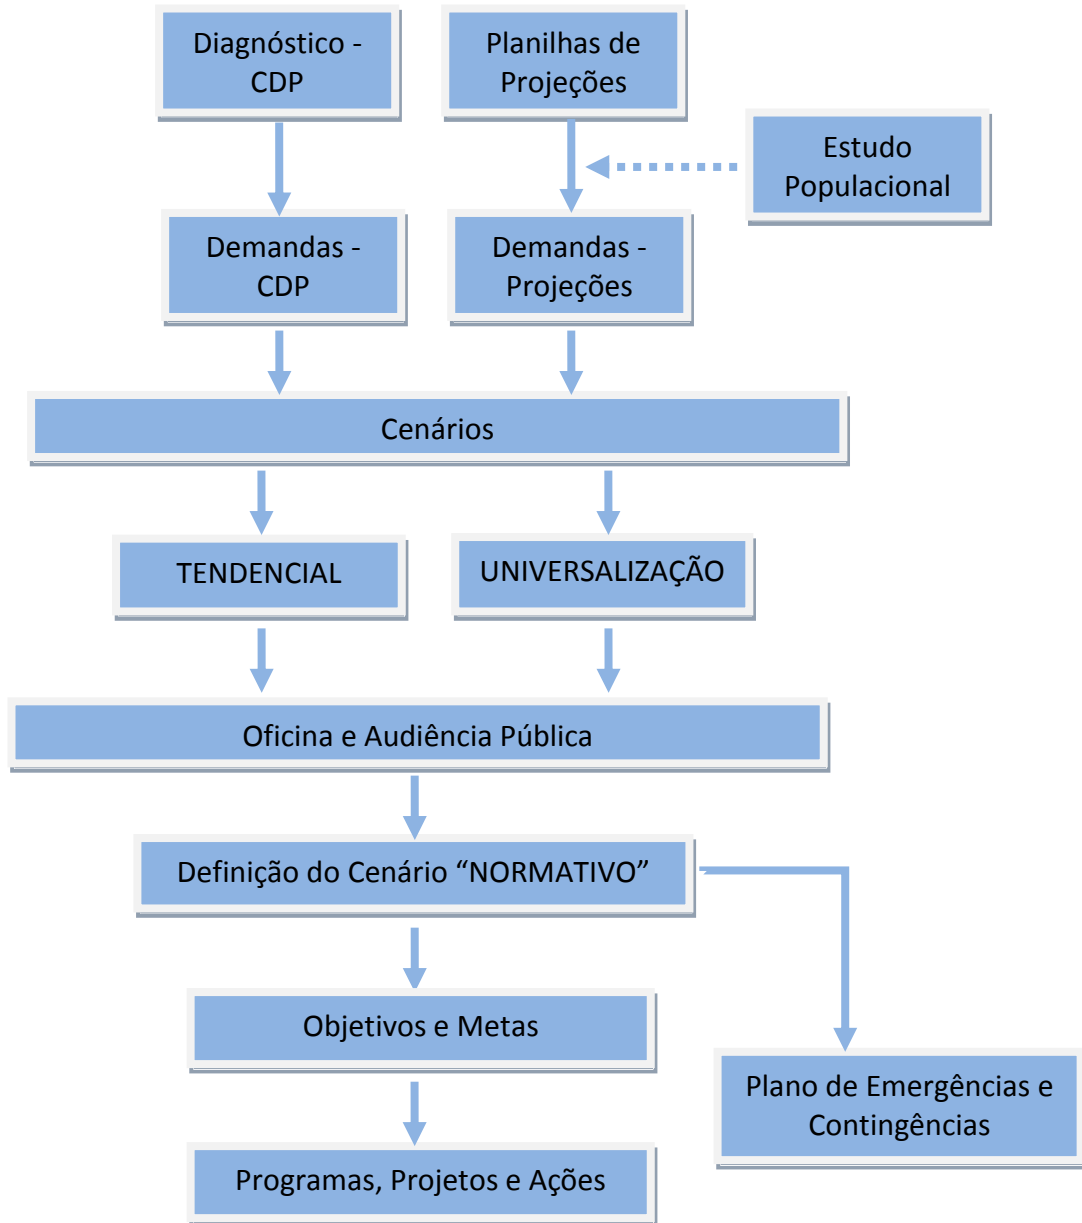 Diagnóstico -
CDP
Planilhas de
Projeções
Estudo
Populacional
Demandas -
CDP
Demandas -
Projeções
Cenários
TENDENCIAL
UNIVERSALIZAÇÃO
Oficina e Audiência Pública
Definição do Cenário “NORMATIVO”
Objetivos e Metas
Plano de Emergências e
Contingências
Programas, Projetos e Ações